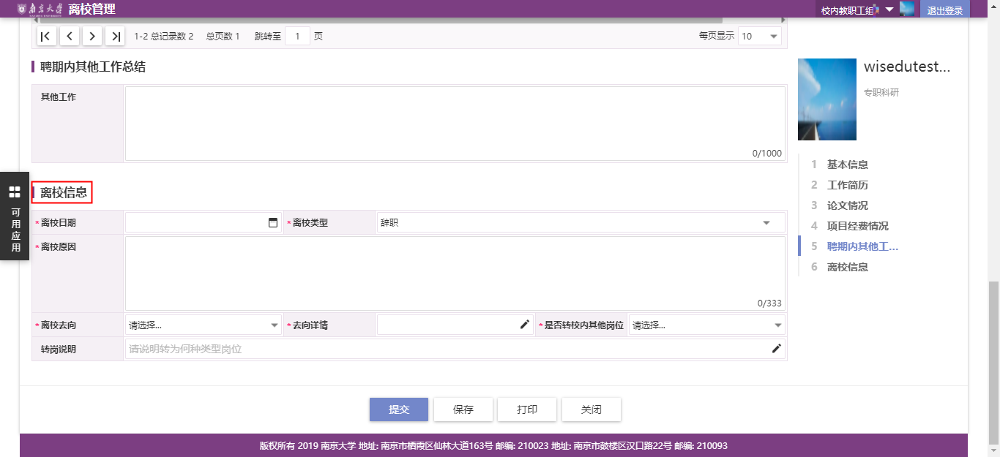 南京大学 离校管理 校内教职工组 退出登录
1-2 总记录数 2 总页数 1 跳转至 1 页 每页显示 10
聘期内其他工作总结
其他工作
0/1000
离校信息
* 离校日期 * 离校类型 辞职
* 离校原因
0/333
* 离校去向 请选择... * 去向详情 * 是否转校内其他岗位 请选择...
转岗说明 请说明转为何种类型岗位
提交 保存 打印 关闭
版权所有 2019 南京大学 地址: 南京市栖霞区仙林大道163号 邮编: 210023 地址: 南京市鼓楼区汉口路22号 邮编: 210093
可用应用
wisedutest...
专职科研
1 基本信息
2 工作简历
3 论文情况
4 项目经费情况
5 聘期内其他工...
6 离校信息